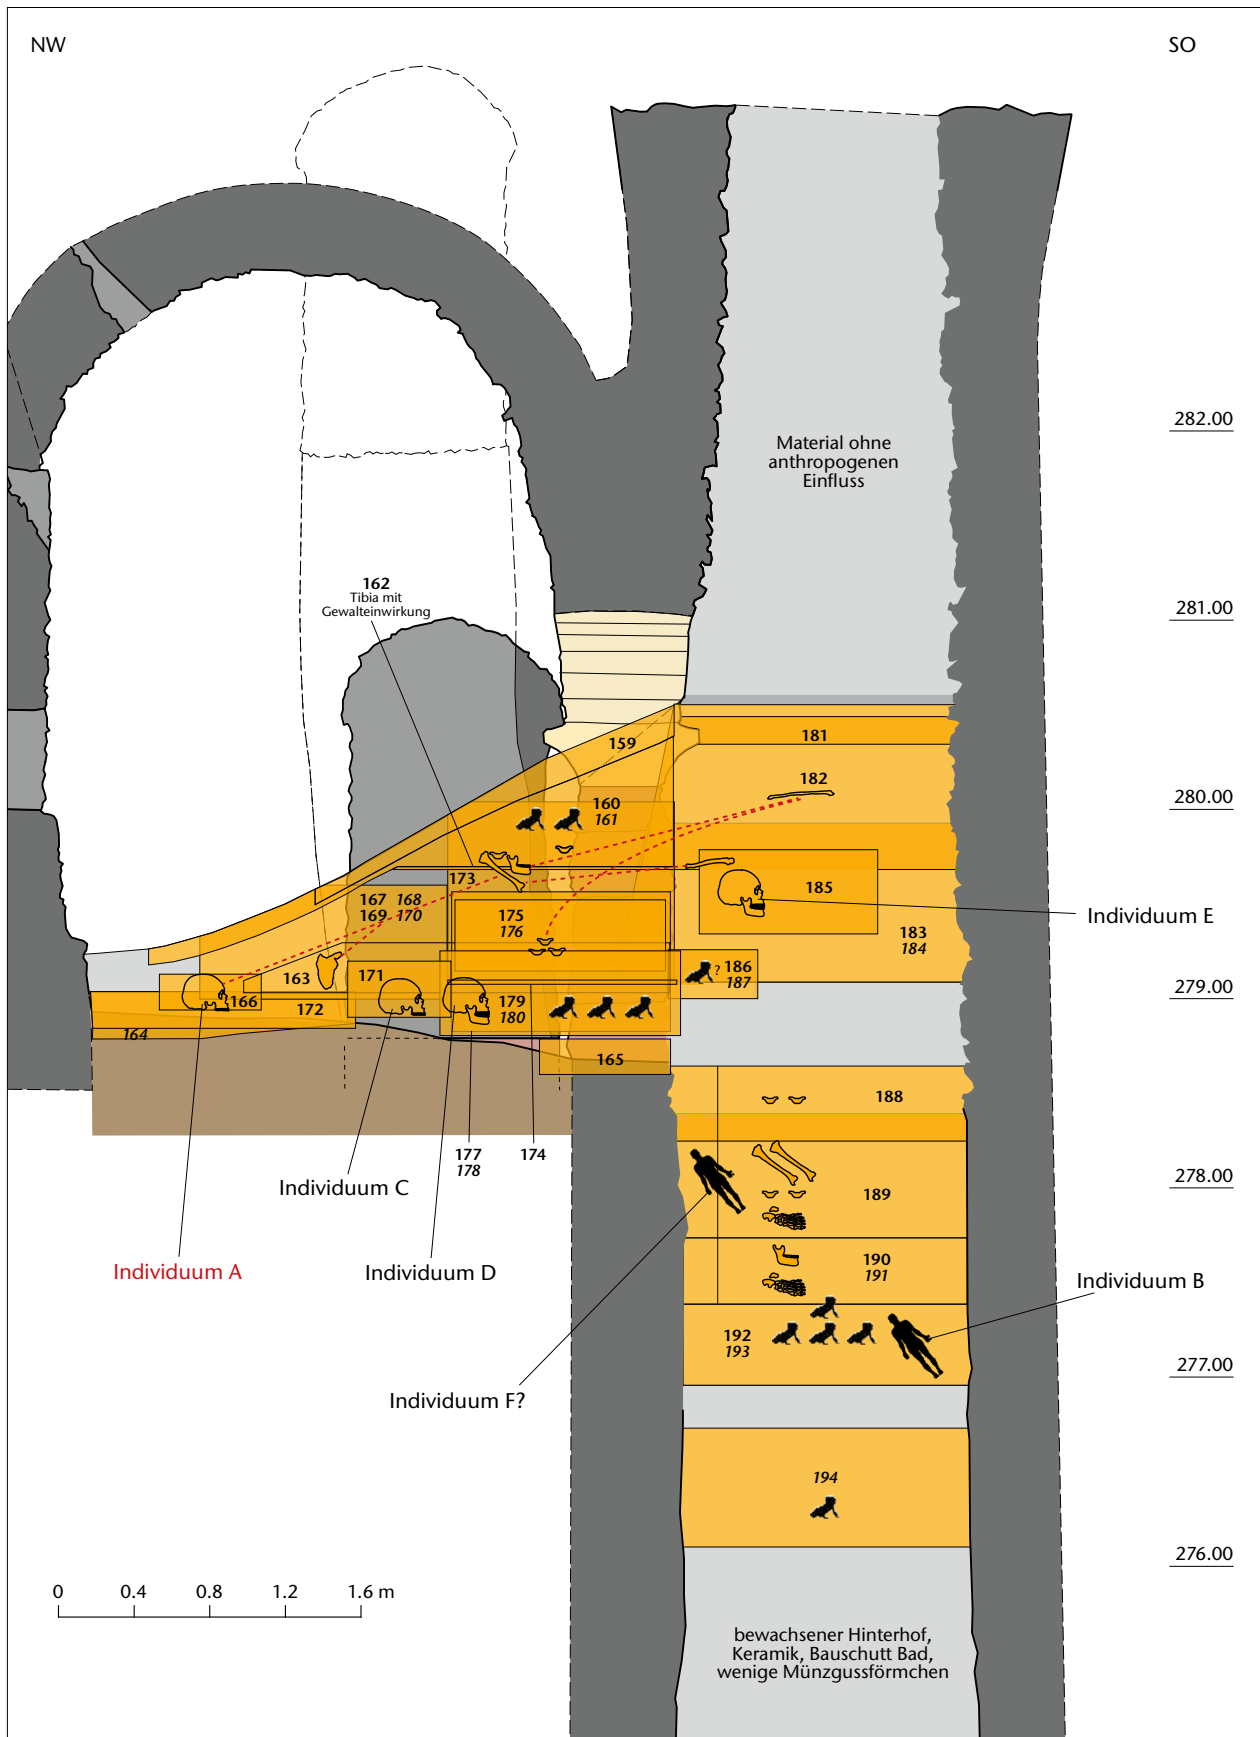 NW
SO
282.00
Material ohne
anthropogenen
Einfluss
162
Tibia mit
Gewalteinwirkung
281.00
159
181
182
280.00
160
161
173
167 168
169 170
175
176
185
Individuum E
183
184
163
171
166
172
164
179
180
? 186
187
279.00
165
188
177
178
174
278.00
Individuum C
189
Individuum A
Individuum D
190
191
Individuum B
192
193
277.00
Individuum F?
194
276.00
0 0.4 0.8 1.2 1.6 m
bewachsener Hinterhof,
Keramik, Bauschutt Bad,
wenige Münzgussförmchen